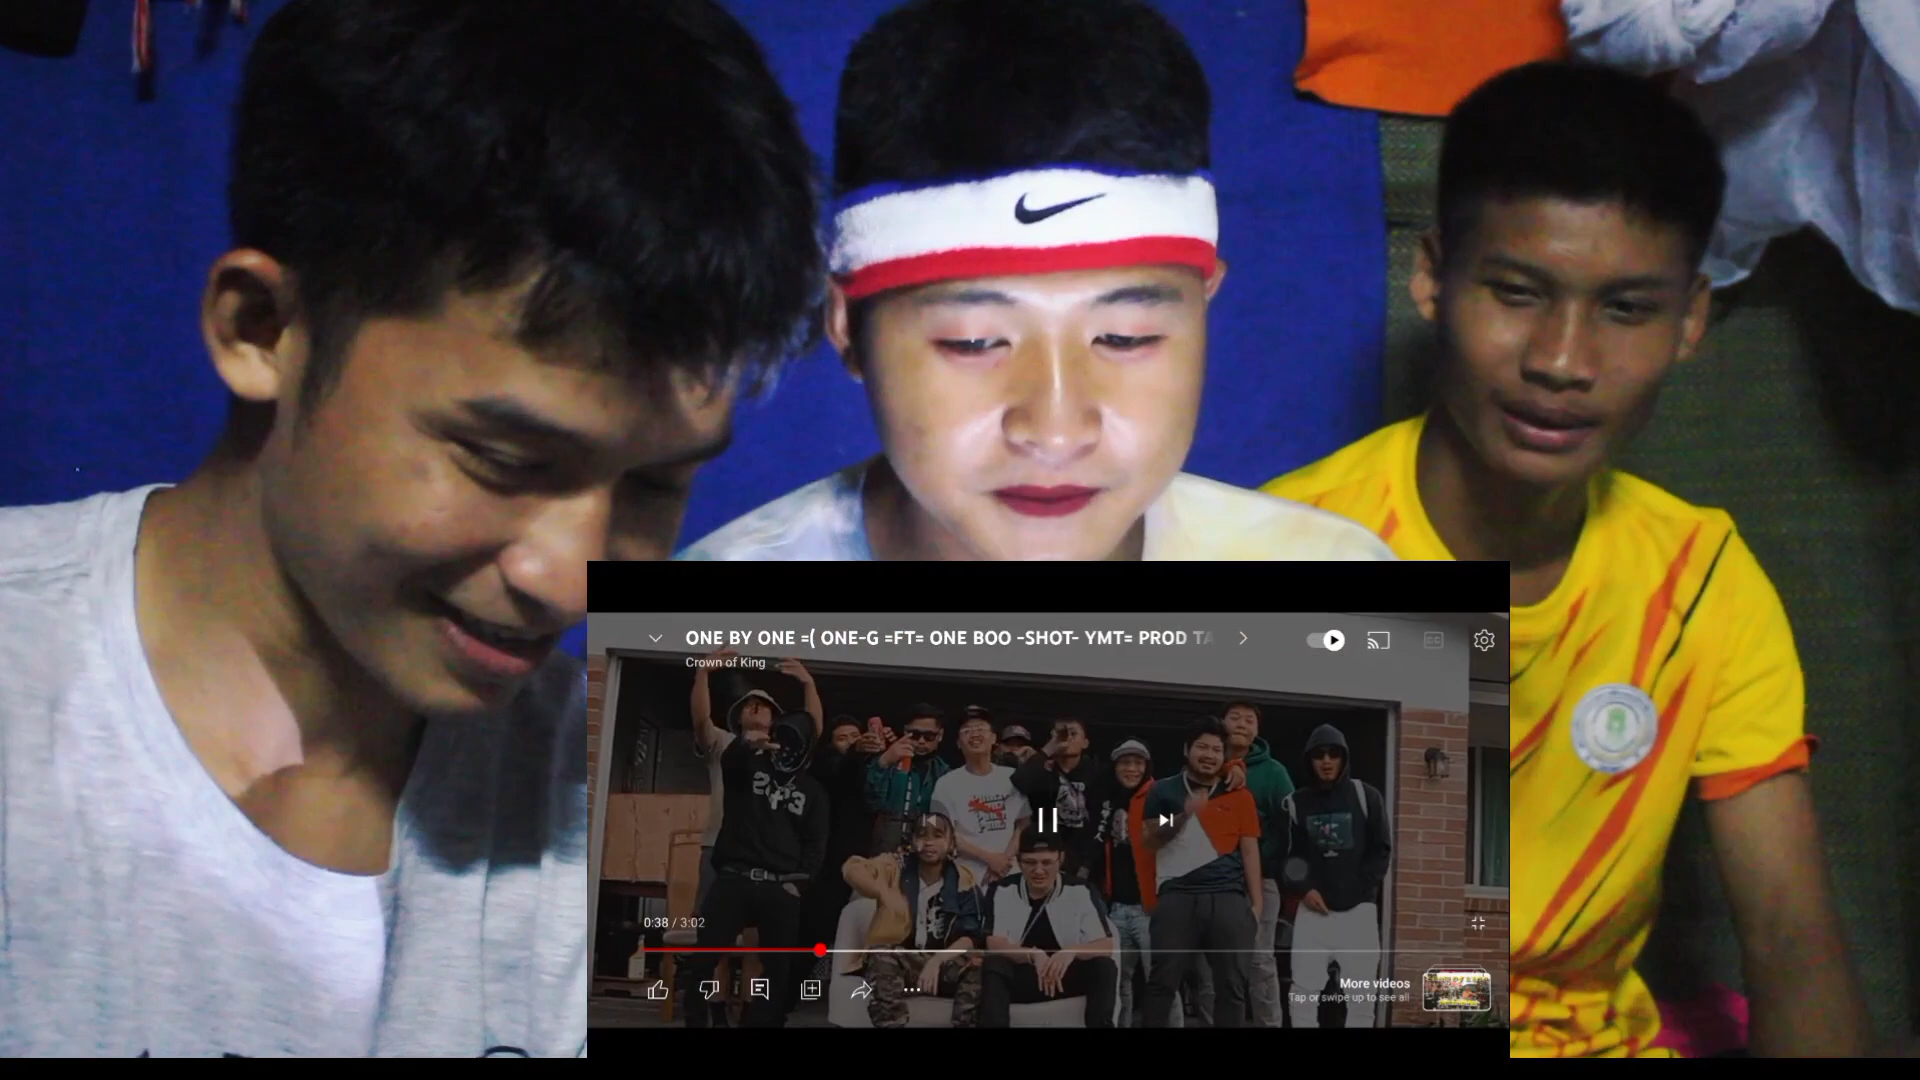 ONE BY ONE =( ONE-G =FT= ONE BOO -SHOT- YMT= PROD TA
Crown of King
0:38 / 3:02
More videos
Tap or swipe up to see all